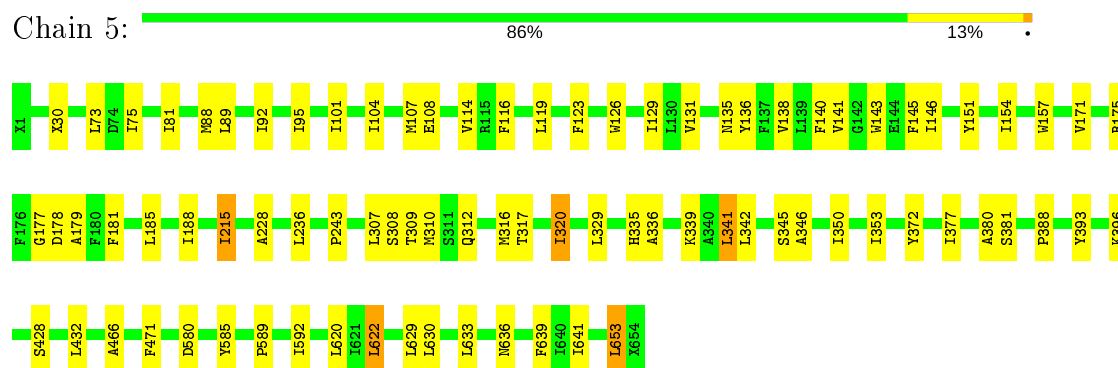 Chain 5:
86% 13% •
X1 X30 L73 D74 I75 I81 M88 L89 I92 I95 I101 I104 M107 E108 V114 R115 F116 L119 F123 W126 I129 L130 V131 N135 Y136 F137 V138 L139 F140 V141 G142 W143 E144 F145 I146 Y151 I154 W157 V171
F176 G177 D178 A179 F180 F181 L185 I188 I215 A228 L236 P243 L307 S308 T309 M310 S311 Q312 M316 T317 I320 L329 H335 A336 K339 A340 L341 L342 S345 A346 I350 I353 Y372 I377 A380 S381 P388 Y393
S428 L432 A466 F471 D580 Y585 P589 I592 L620 I621 L622 L629 L630 L633 N636 F639 I640 I641 L653 X654